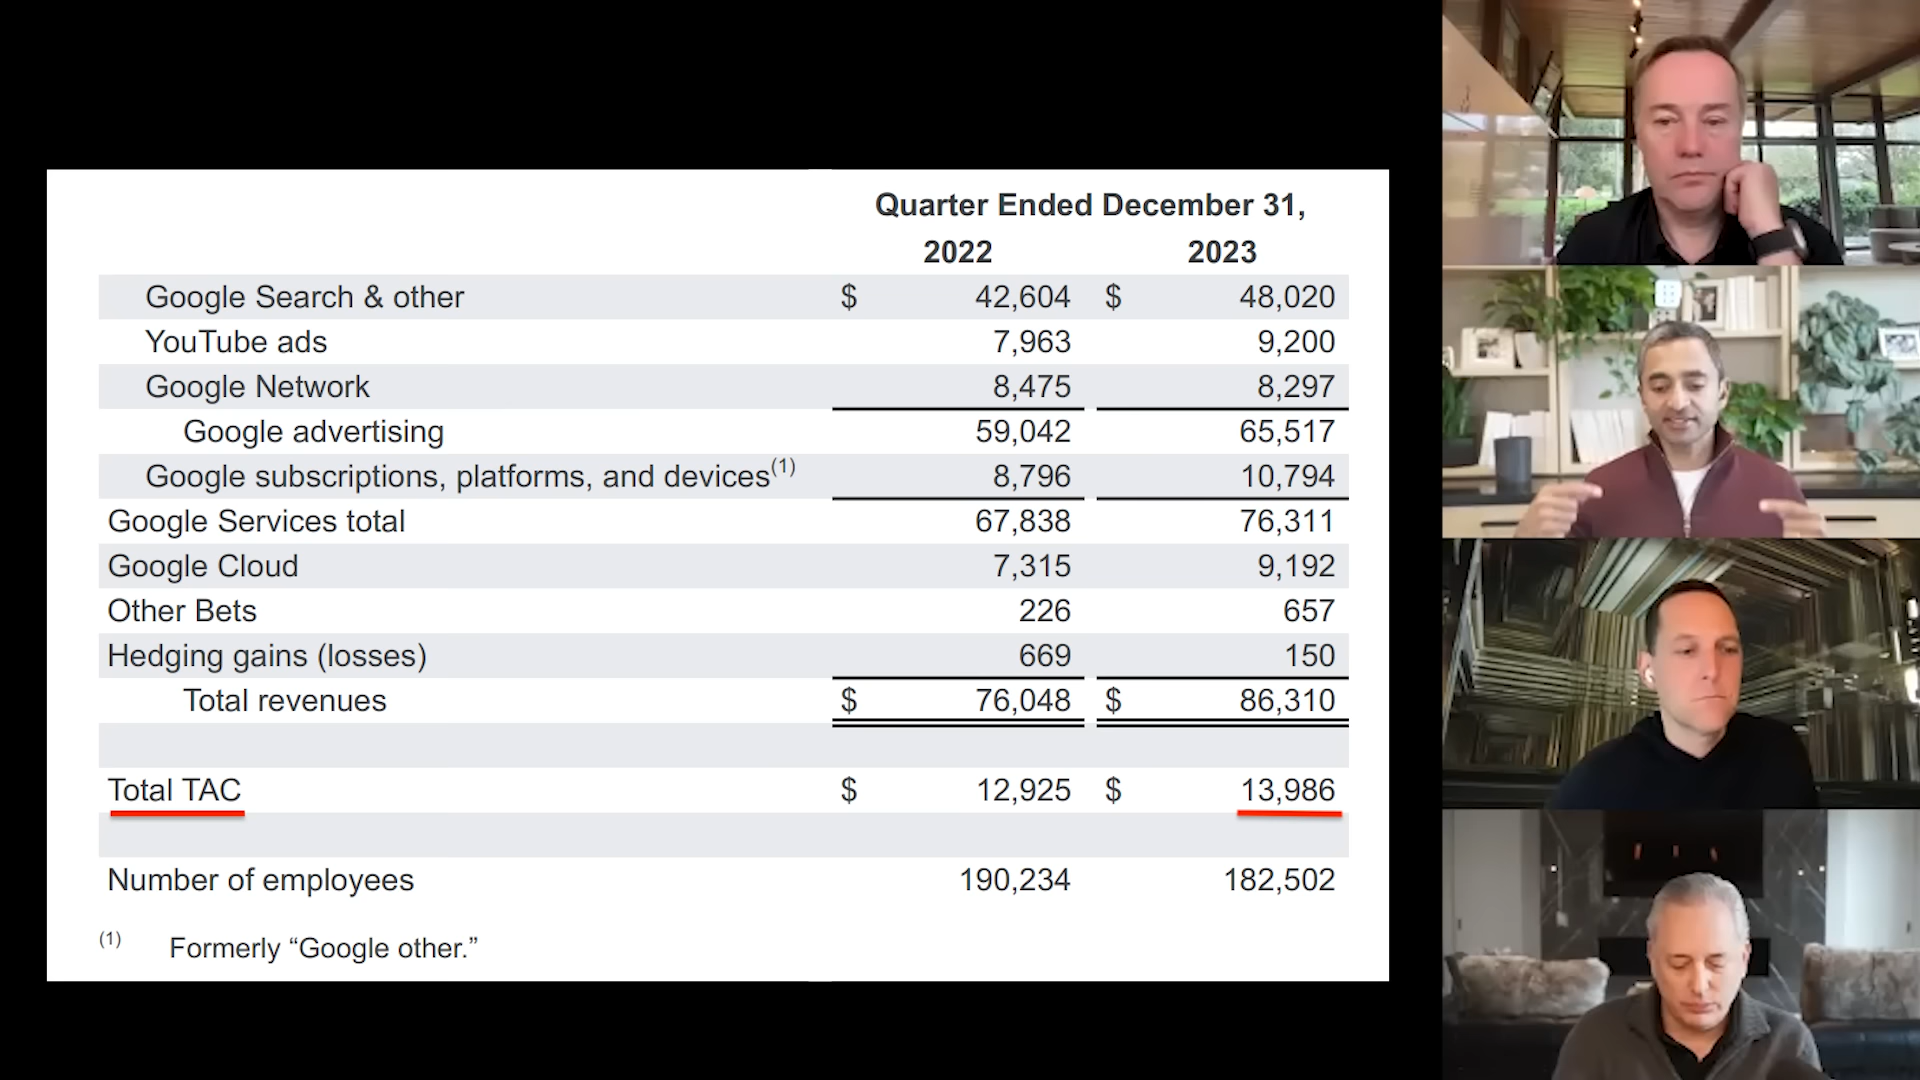 Quarter Ended December 31,
2022 2023
Google Search & other $ 42,604 $ 48,020
YouTube ads 7,963 9,200
Google Network 8,475 8,297
Google advertising 59,042 65,517
Google subscriptions, platforms, and devices(1) 8,796 10,794
Google Services total 67,838 76,311
Google Cloud 7,315 9,192
Other Bets 226 657
Hedging gains (losses) 669 150
Total revenues $ 76,048 $ 86,310
Total TAC $ 12,925 $ 13,986
Number of employees 190,234 182,502
(1) Formerly “Google other.”